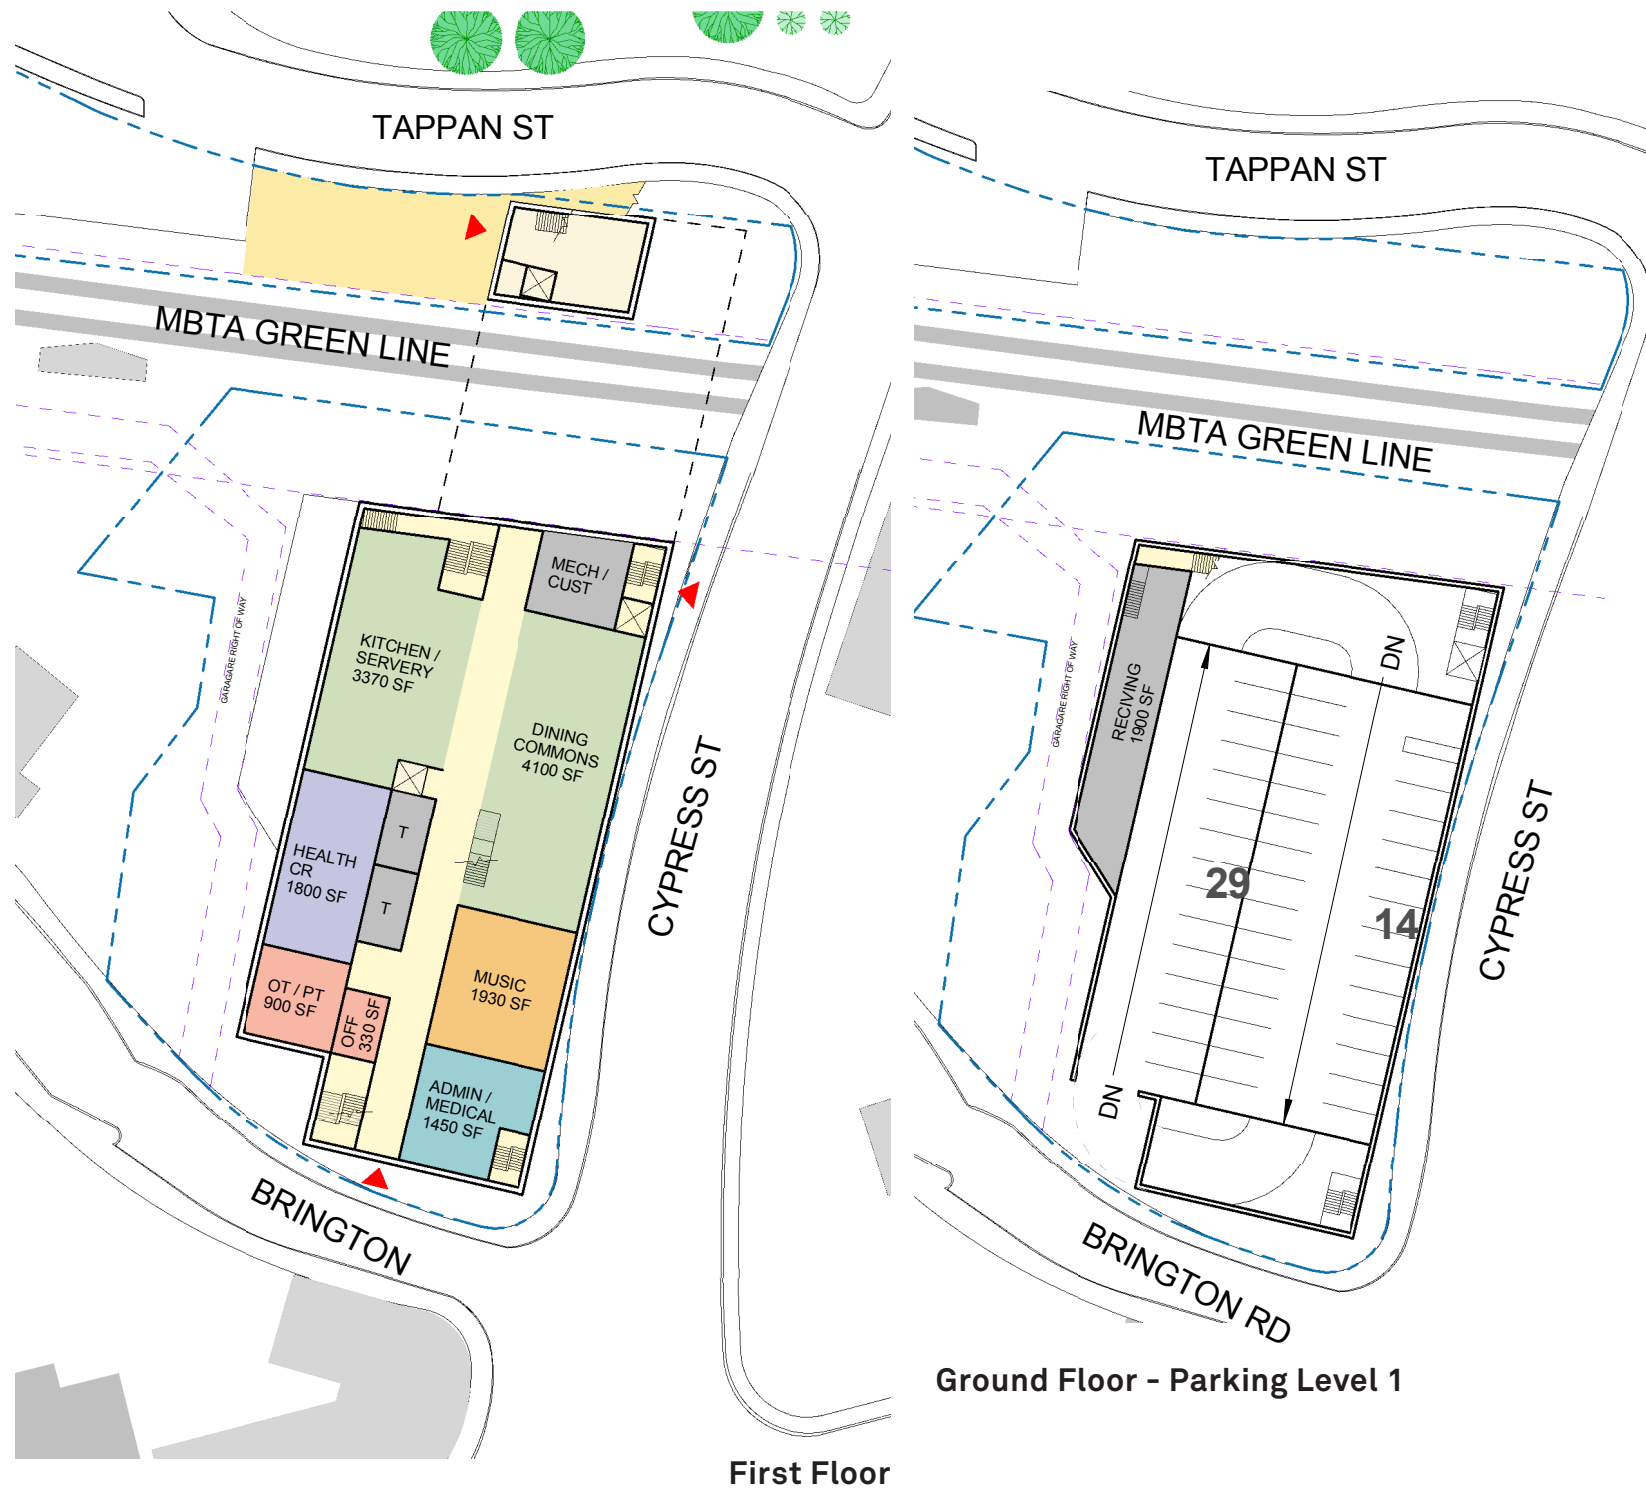 TAPPAN ST
MBTA GREEN LINE
GARAGARE RIGHT OF WAY
MECH /
CUST
KITCHEN /
SERVERY
3370 SF
DINING
COMMONS
4100 SF
HEALTH
CR
1800 SF
T
T
OT / PT
900 SF
OFF
330 SF
MUSIC
1930 SF
ADMIN /
MEDICAL
1450 SF
CYPRESS ST
BRINGTON
First Floor
TAPPAN ST
MBTA GREEN LINE
GARAGARE RIGHT OF WAY
RECIVING
1900 SF
DN
29
14
DN
CYPRESS ST
BRINGTON RD
Ground Floor - Parking Level 1